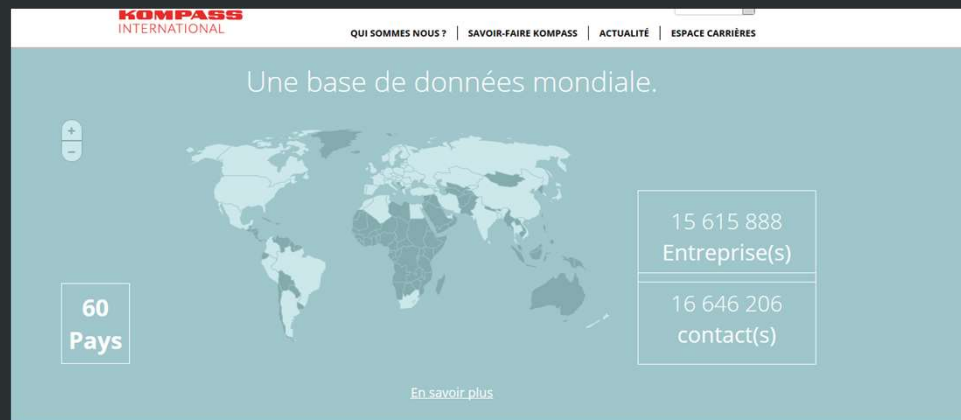 KOMPASS
INTERNATIONAL
QUI SOMMES NOUS ?
SAVOIR-FAIRE KOMPASS
ACTUALITÉ
ESPACE CARRIÈRES
Une base de données mondiale.
+
−
15 615 888
Entreprise(s)
16 646 206
contact(s)
60
Pays
En savoir plus